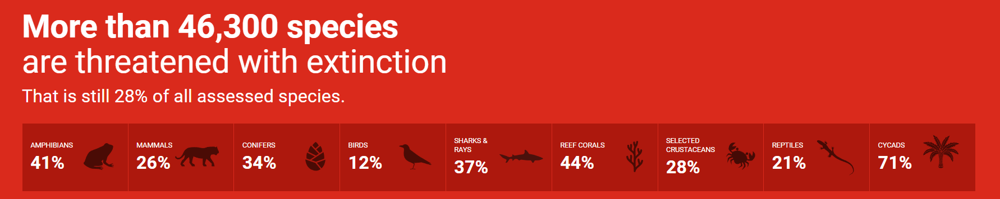 More than 46,300 species
are threatened with extinction
That is still 28% of all assessed species.
AMPHIBIANS
41%
MAMMALS
26%
CONIFERS
34%
BIRDS
12%
SHARKS &
RAYS
37%
REEF CORALS
44%
SELECTED
CRUSTACEANS
28%
REPTILES
21%
CYCADS
71%